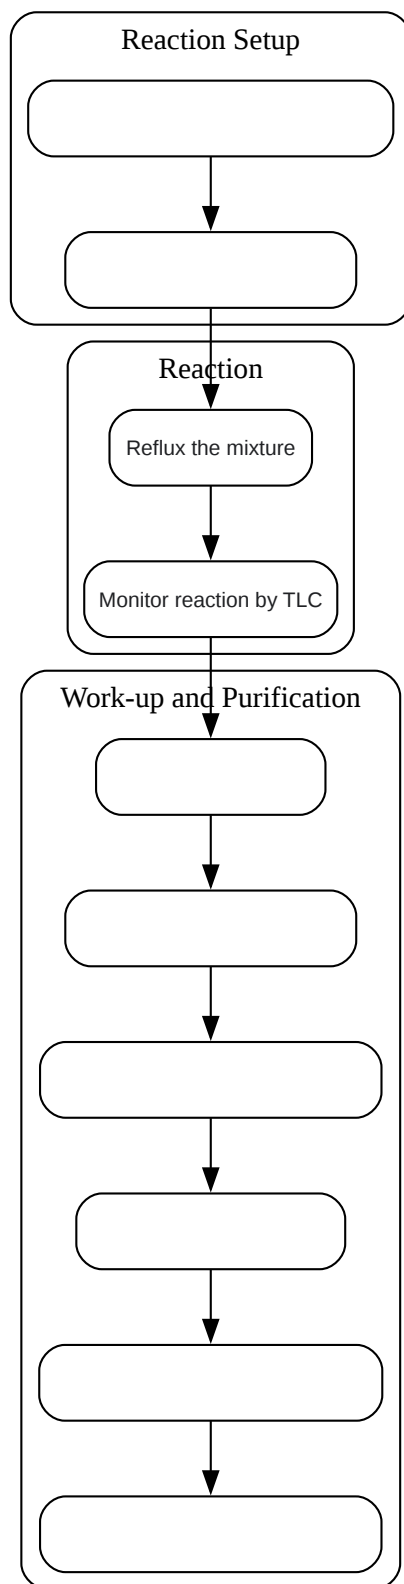 Reaction Setup
Reaction
Reflux the mixture
Monitor reaction by TLC
Work-up and Purification